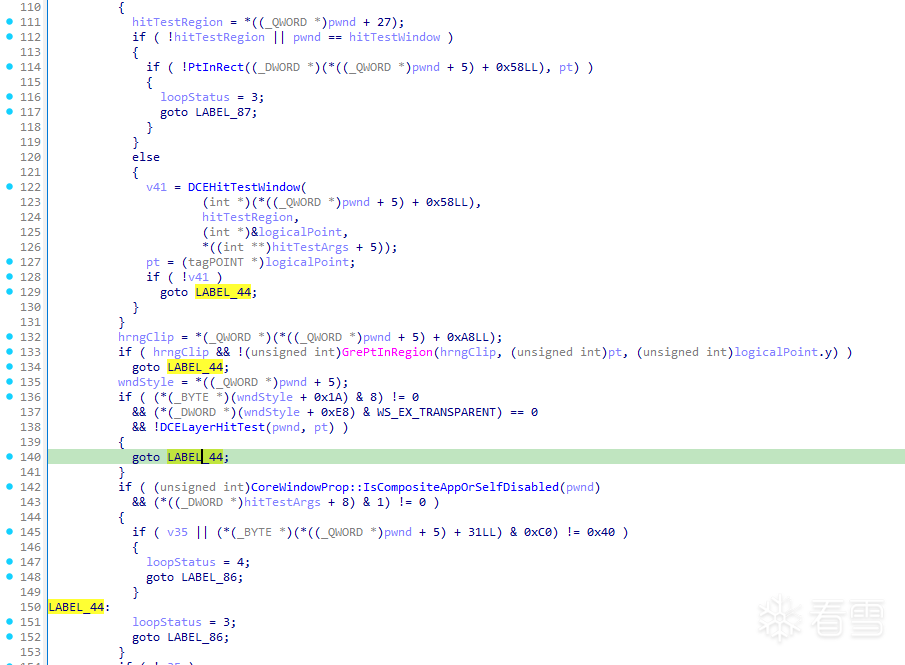 110 {
111 hitTestRegion = *((_QWORD *)pwnd + 27);
112 if ( !hitTestRegion || pwnd == hitTestWindow )
113 {
114 if ( !PtInRect((_DWORD *)(*((_QWORD *)pwnd + 5) + 0x58LL), pt) )
115 {
116 loopStatus = 3;
117 goto LABEL_87;
118 }
119 }
120 else
121 {
122 v41 = DCEHitTestWindow(
123 (int *)(*((_QWORD *)pwnd + 5) + 0x58LL),
124 hitTestRegion,
125 (int *)&logicalPoint,
126 *((int **)hitTestArgs + 5));
127 pt = (tagPOINT *)logicalPoint;
128 if ( !v41 )
129 goto LABEL_44;
130 }
131 }
132 hrngClip = *(_QWORD *)(*((_QWORD *)pwnd + 5) + 0xA8LL);
133 if ( hrngClip && !(unsigned int)GrePtInRegion(hrngClip, (unsigned int)pt, (unsigned int)logicalPoint.y) )
134 goto LABEL_44;
135 wndStyle = *((_QWORD *)pwnd + 5);
136 if ( (*(_BYTE *)(wndStyle + 0x1A) & 8) != 0
137 && (*(_DWORD *)(wndStyle + 0xE8) & WS_EX_TRANSPARENT) == 0
138 && !DCELayerHitTest(pwnd, pt) )
139 {
140 goto LABEL_44;
141 }
142 if ( (unsigned int)CoreWindowProp::IsCompositeAppOrSelfDisabled(pwnd)
143 && (*((_DWORD *)hitTestArgs + 8) & 1) != 0 )
144 {
145 if ( v35 || (*(_BYTE *)(*((_QWORD *)pwnd + 5) + 31LL) & 0xC0) != 0x40 )
146 {
147 loopStatus = 4;
148 goto LABEL_86;
149 }
150 LABEL_44:
151 loopStatus = 3;
152 goto LABEL_86;
153 }
看雪